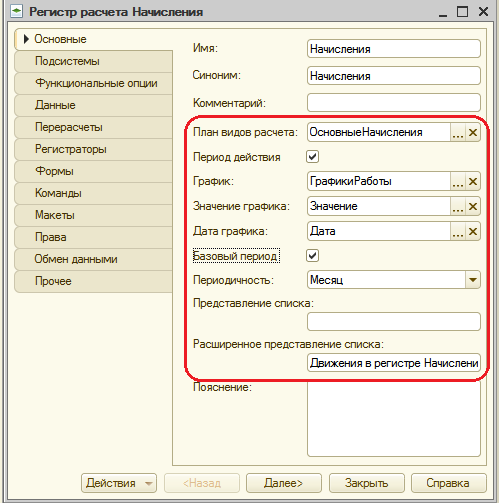 Регистр расчета Начисления
Основные
Подсистемы
Функциональные опции
Данные
Перерасчеты
Регистраторы
Формы
Команды
Макеты
Права
Обмен данными
Прочее
Имя: Начисления
Синоним: Начисления
Комментарий:
План видов расчета: ОсновныеНачисления ...
Период действия
График: ГрафикиРаботы ...
Значение графика: Значение ...
Дата графика: Дата ...
Базовый период
Периодичность: Месяц
Представление списка:
Расширенное представление списка:
Движения в регистре Начислени
Пояснение:
Действия <Назад Далее> Закрыть Справка